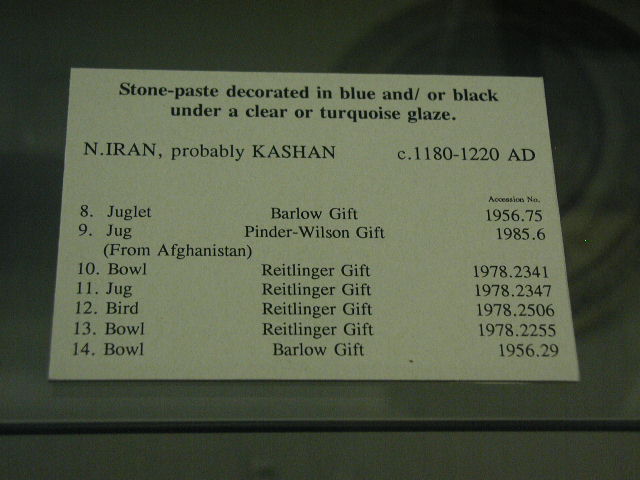 Stone-paste decorated in blue and/ or black
under a clear or turquoise glaze.
N.IRAN, probably KASHAN c.1180-1220 AD
Accession No.
8. Juglet Barlow Gift 1956.75
9. Jug Pinder-Wilson Gift 1985.6
(From Afghanistan)
10. Bowl Reitlinger Gift 1978.2341
11. Jug Reitlinger Gift 1978.2347
12. Bird Reitlinger Gift 1978.2506
13. Bowl Reitlinger Gift 1978.2255
14. Bowl Barlow Gift 1956.29